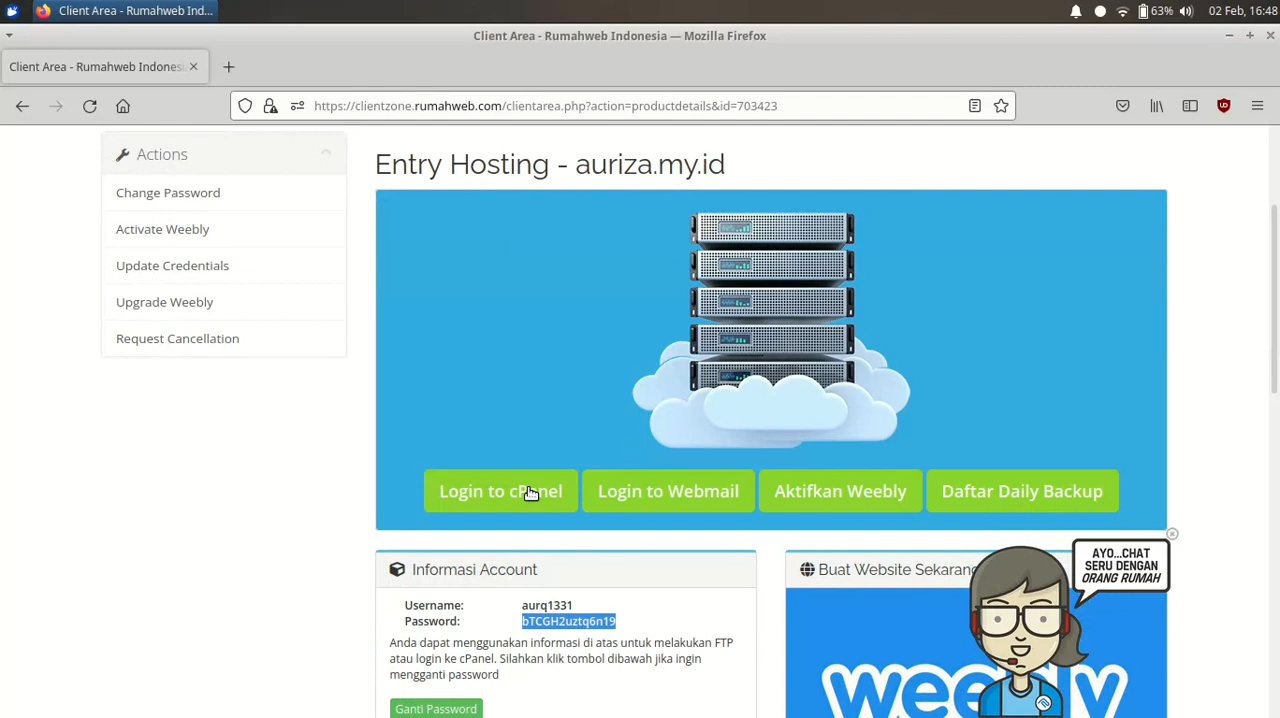 Client Area - Rumahweb Ind...
63%
02 Feb, 16:48
Client Area - Rumahweb Indonesia — Mozilla Firefox
Client Area - Rumahweb Indones
https://clientzone.rumahweb.com/clientarea.php?action=productdetails&id=703423
Actions
Change Password
Activate Weebly
Update Credentials
Upgrade Weebly
Request Cancellation
Entry Hosting - auriza.my.id
Login to cPanel
Login to Webmail
Aktifkan Weebly
Daftar Daily Backup
Informasi Account
Username: aurq1331
Password: bTCGH2uztq6n19
Anda dapat menggunakan informasi di atas untuk melakukan FTP
atau login ke cPanel. Silahkan klik tombol dibawah jika ingin
mengganti password
Ganti Password
Buat Website Sekarang
AYO...CHAT
SERU DENGAN
ORANG RUMAH
weebly